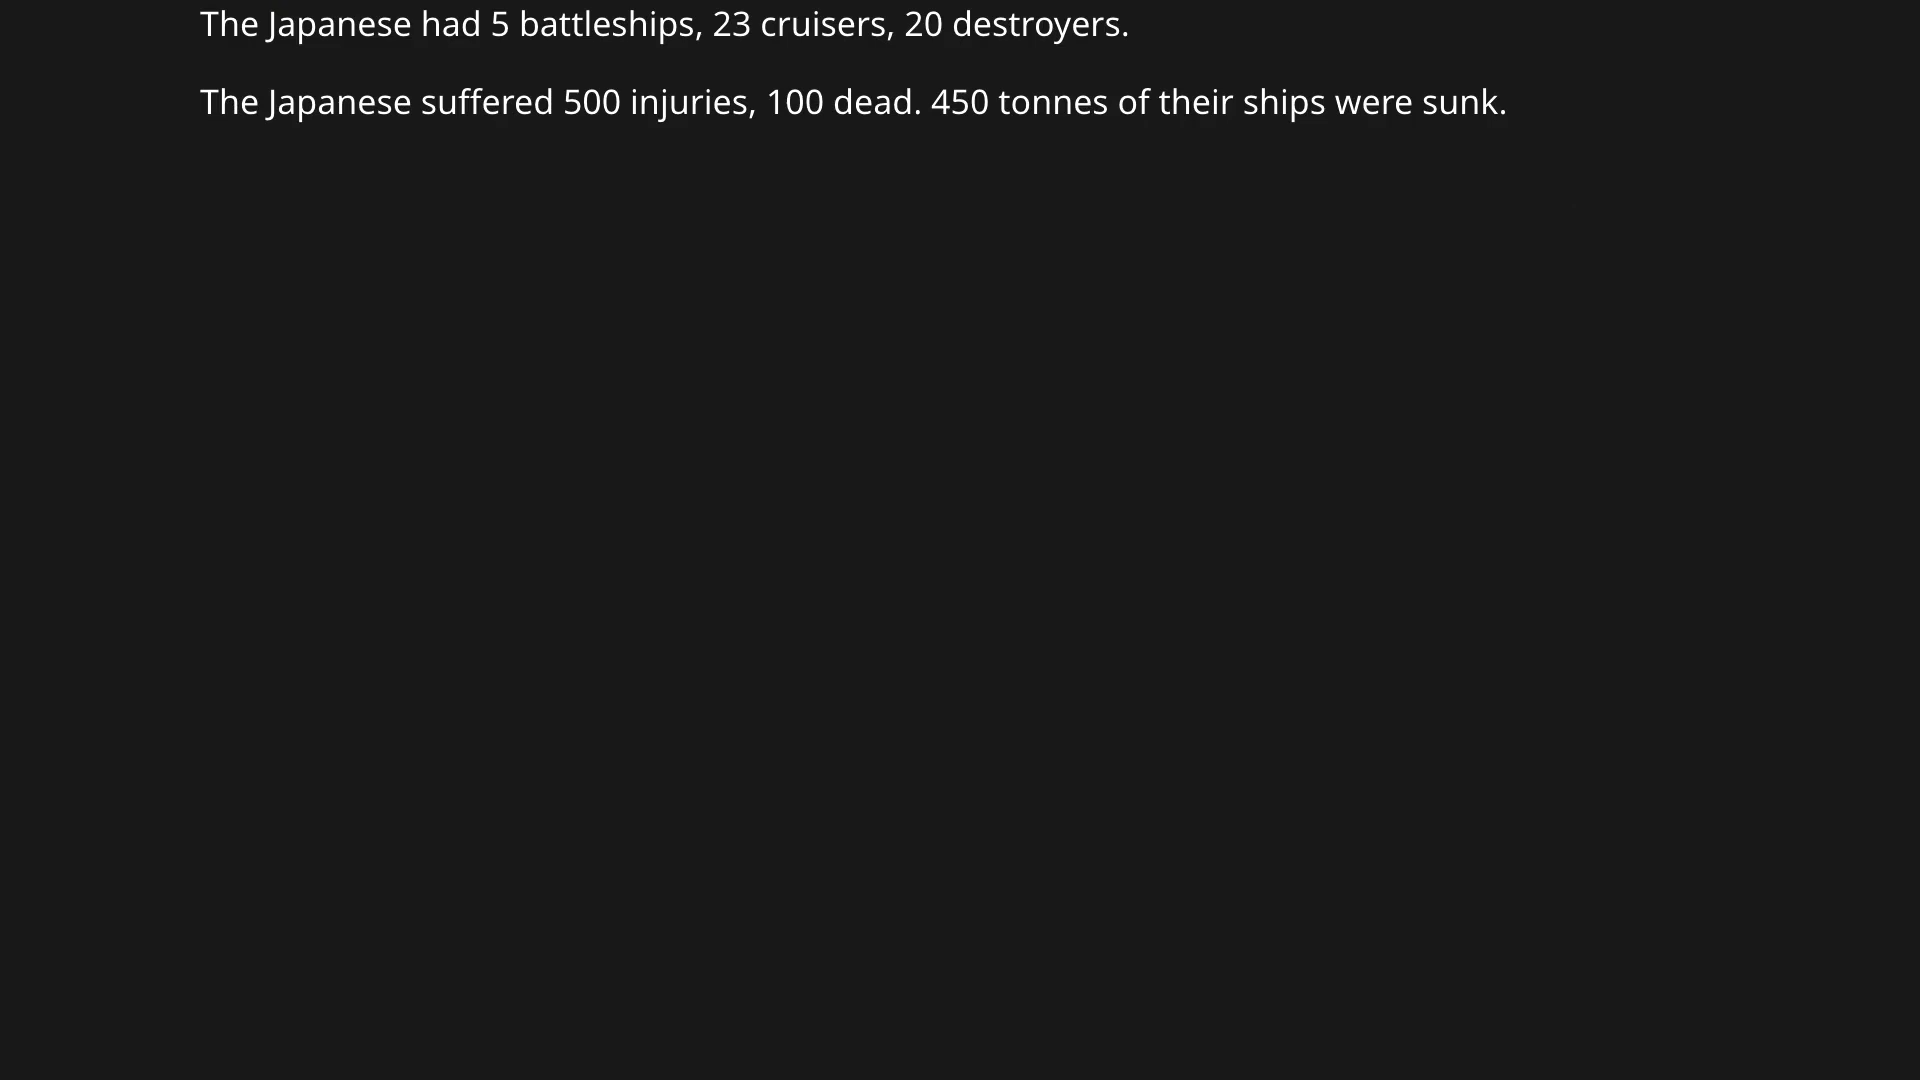 The Japanese had 5 battleships, 23 cruisers, 20 destroyers.
The Japanese suffered 500 injuries, 100 dead. 450 tonnes of their ships were sunk.